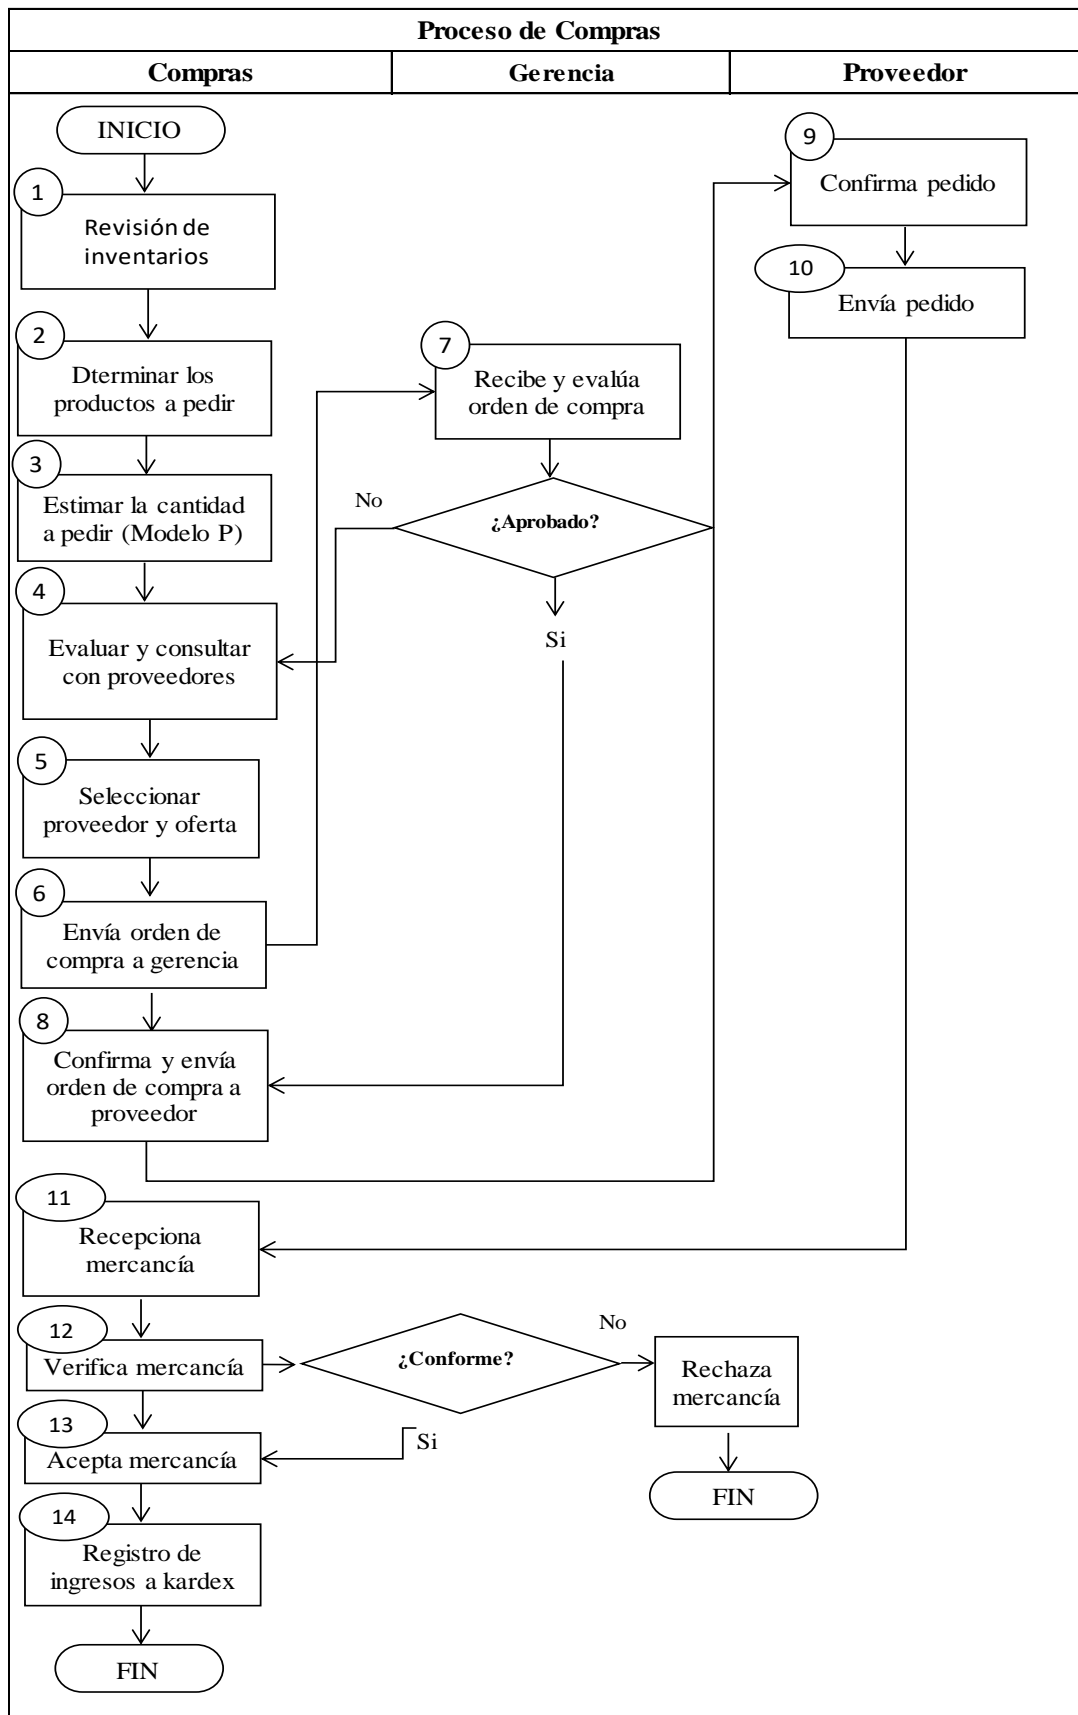 Proceso de Compras
Compras
Gerencia
Proveedor
INICIO
1
Revisión de
inventarios
2
Dterminar los
productos a pedir
3
Estimar la cantidad
a pedir (Modelo P)
4
Evaluar y consultar
con proveedores
5
Seleccionar
proveedor y oferta
6
Envía orden de
compra a gerencia
7
Recibe y evalúa
orden de compra
¿Aprobado?
No
Si
8
Confirma y envía
orden de compra a
proveedor
9
Confirma pedido
10
Envía pedido
11
Recepciona
mercancía
12
Verifica mercancía
¿Conforme?
No
Rechaza
mercancía
FIN
Si
13
Acepta mercancía
14
Registro de
ingresos a kardex
FIN